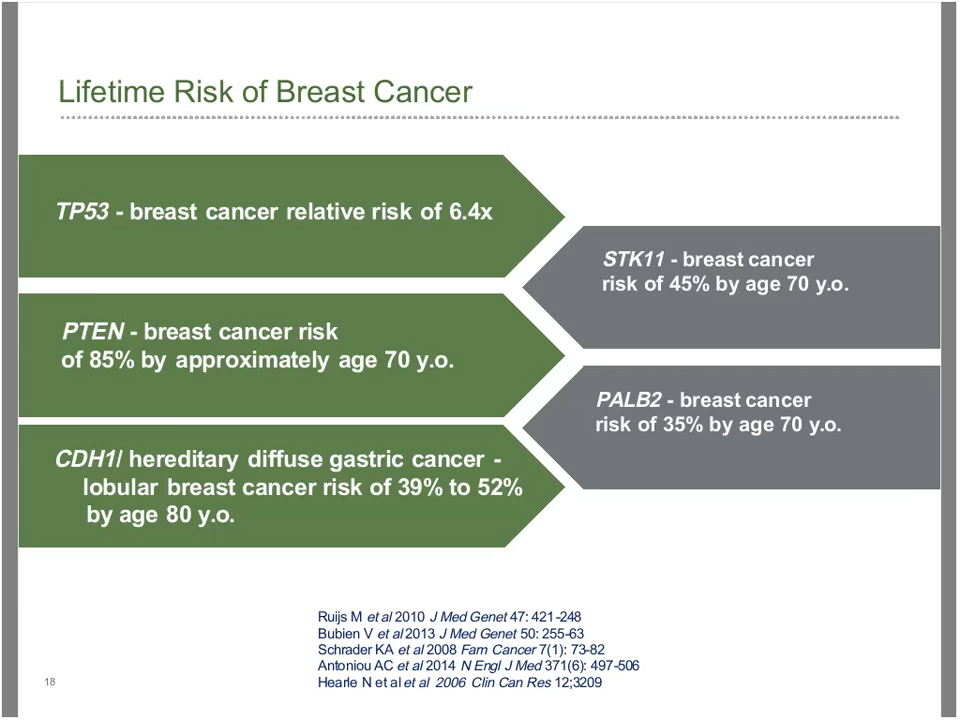 Lifetime Risk of Breast Cancer
TP53 - breast cancer relative risk of 6.4x
STK11 - breast cancer
risk of 45% by age 70 y.o.
PTEN - breast cancer risk
of 85% by approximately age 70 y.o.
PALB2 - breast cancer
risk of 35% by age 70 y.o.
CDH1/ hereditary diffuse gastric cancer -
lobular breast cancer risk of 39% to 52%
by age 80 y.o.
Ruijs M et al 2010 J Med Genet 47: 421-248
Bubien V et al 2013 J Med Genet 50: 255-63
Schrader KA et al 2008 Fam Cancer 7(1): 73-82
Antoniou AC et al 2014 N Engl J Med 371(6): 497-506
Hearle N et al et al 2006 Clin Can Res 12;3209
18